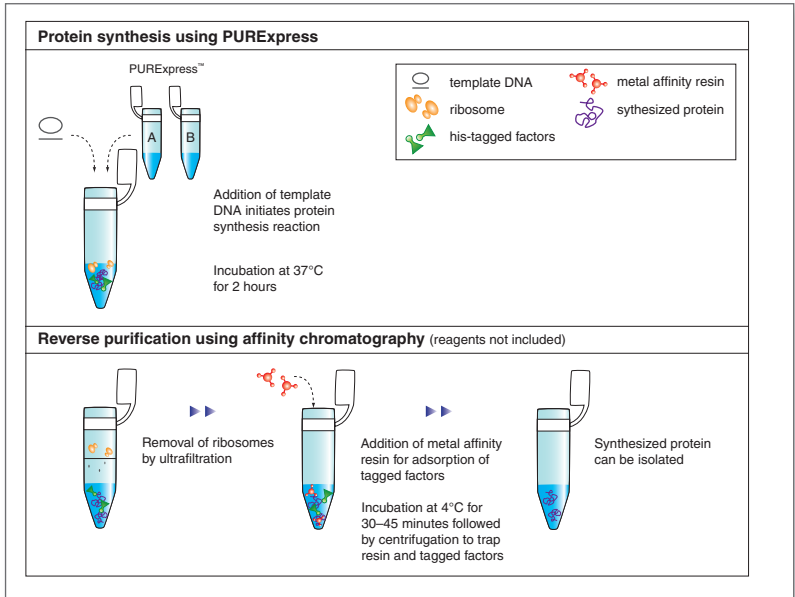 Protein synthesis using PURExpress
PURExpress™
A
B
template DNA
ribosome
his-tagged factors
metal affinity resin
sythesized protein
Addition of template
DNA initiates protein
synthesis reaction
Incubation at 37°C
for 2 hours
Reverse purification using affinity chromatography (reagents not included)
Removal of ribosomes
by ultrafiltration
Addition of metal affinity
resin for adsorption of
tagged factors
Incubation at 4°C for
30–45 minutes followed
by centrifugation to trap
resin and tagged factors
Synthesized protein
can be isolated